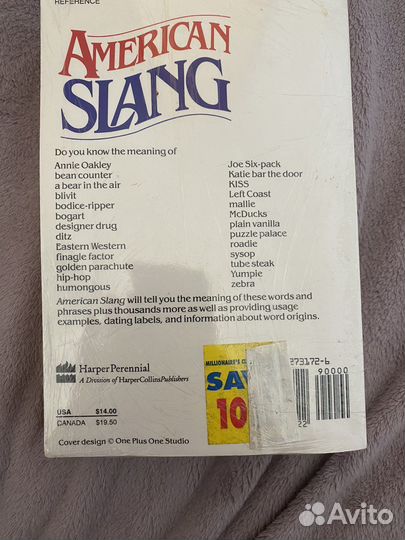 REFERENCE
AMERICAN
SLANG
Do you know the meaning of
Annie Oakley
bean counter
a bear in the air
blivit
bodice-ripper
bogart
designer drug
ditz
Eastern Western
finagle factor
golden parachute
hip-hop
humongous
Joe Six-pack
Katie bar the door
KISS
Left Coast
mallie
McDucks
plain vanilla
puzzle palace
roadie
sysop
tube steak
Yumpie
zebra
American Slang will tell you the meaning of these words and
phrases plus thousands more as well as providing usage
examples, dating labels, and information about word origins.
HarperPerennial
A Division of HarperCollinsPublishers
MILLIONAIRE'S
273172-6
90000
10
22
USA $14.00
CANADA $19.50
Cover design © One Plus One Studio
Avito